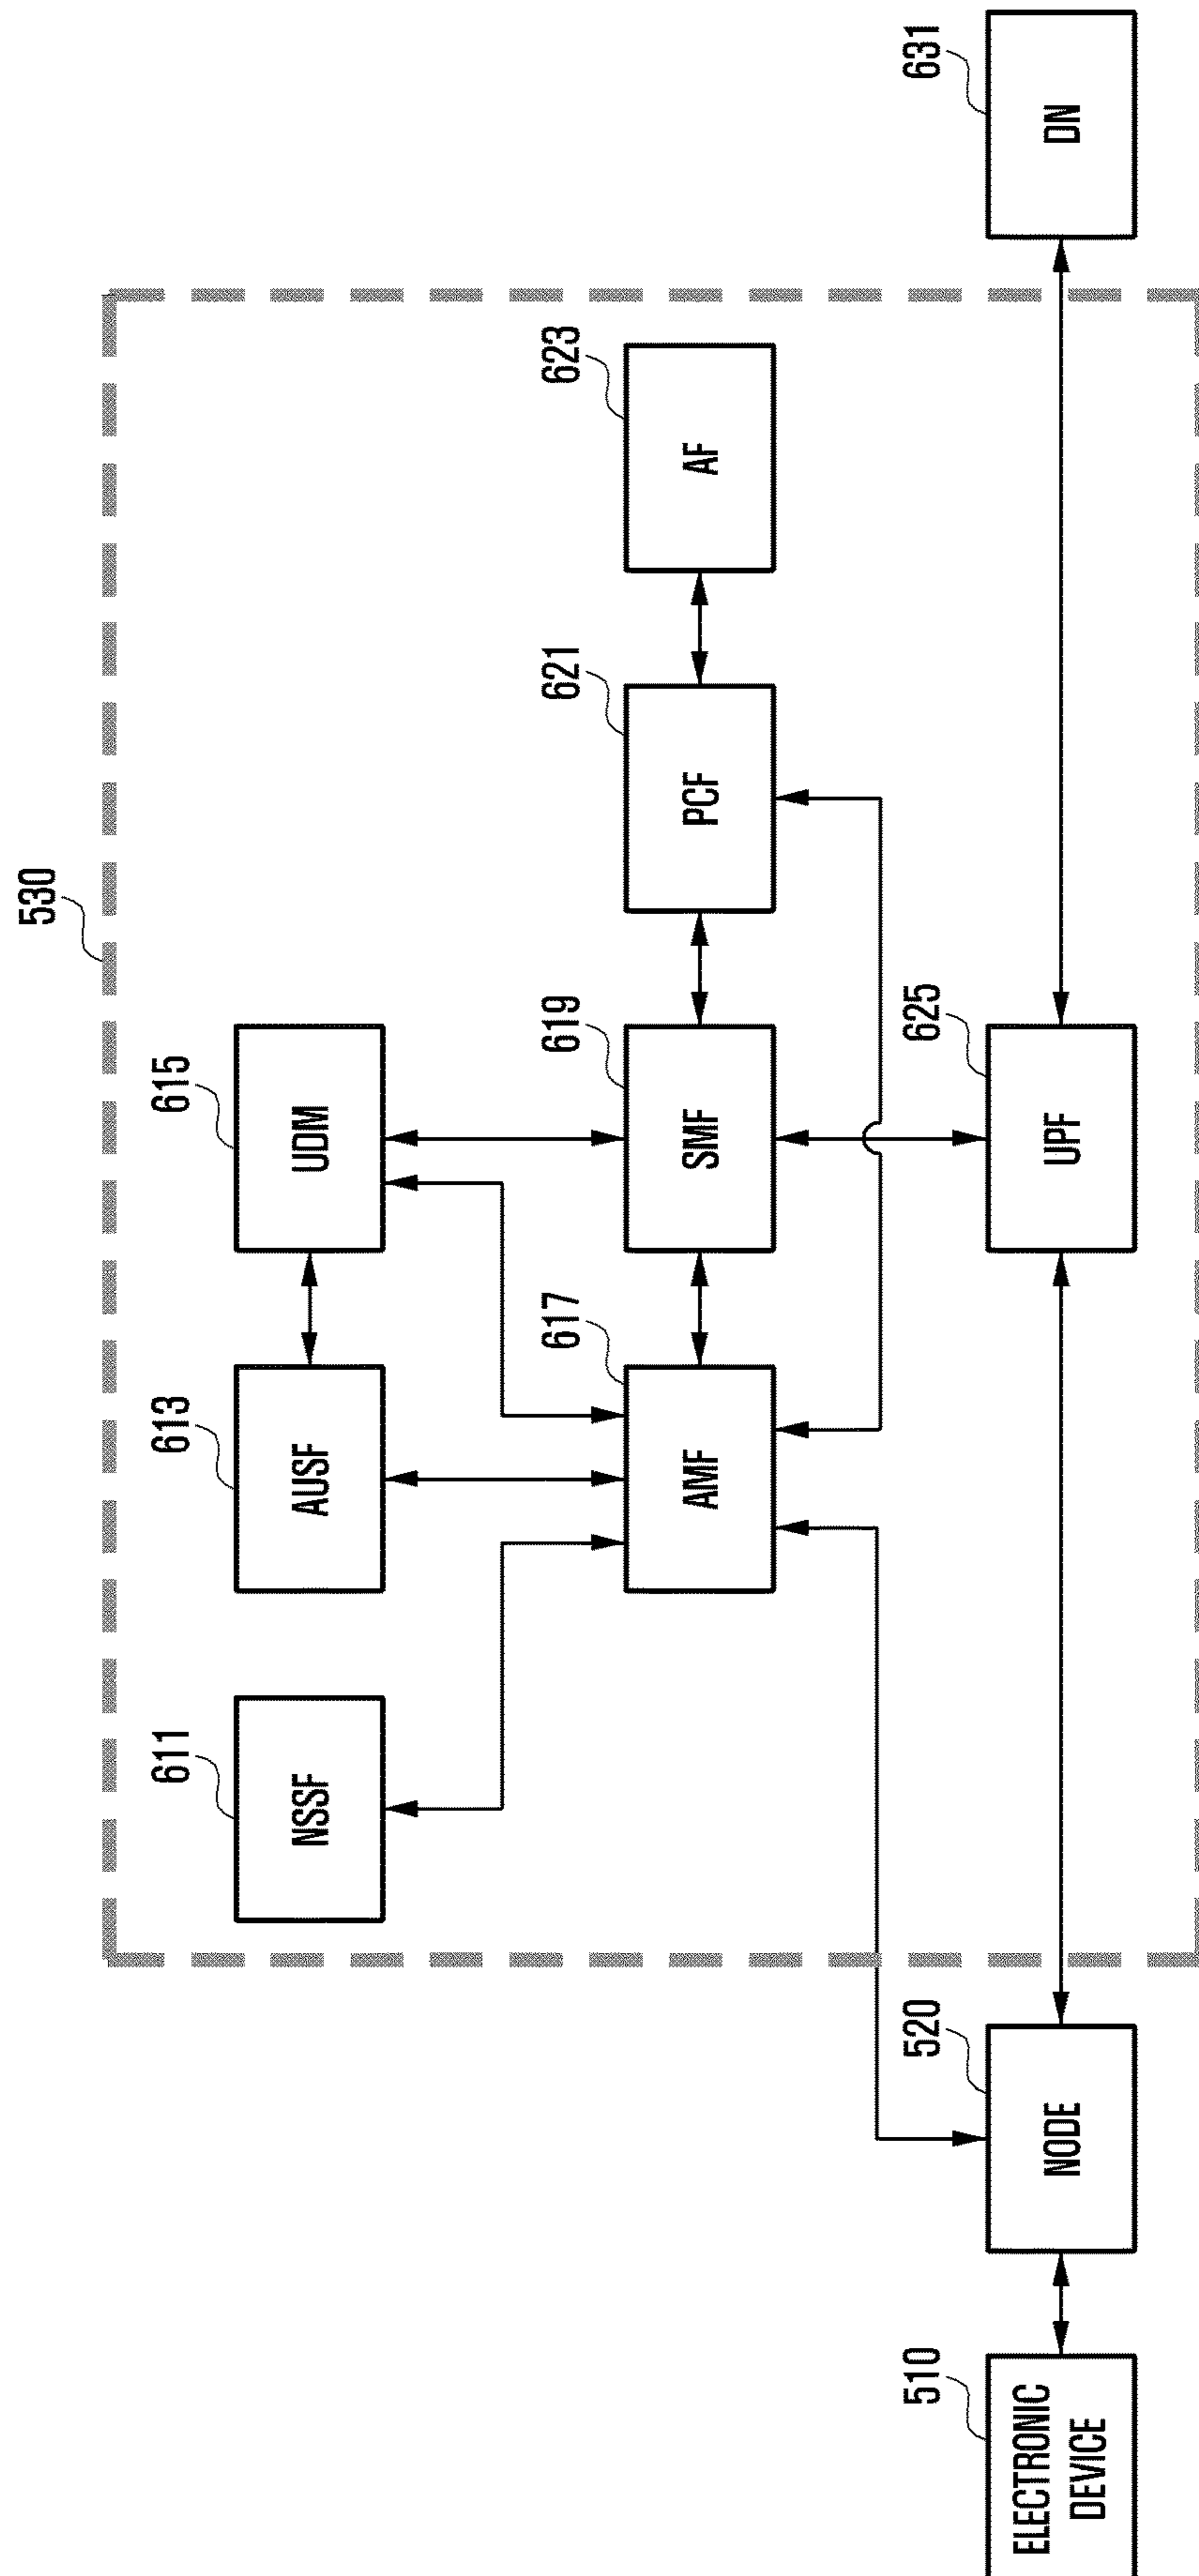 530
611
NSSF
613
AUSF
615
UDM
617
AMF
619
SMF
621
PCF
623
AF
510
ELECTRONIC
DEVICE
520
NODE
625
UPF
631
DN